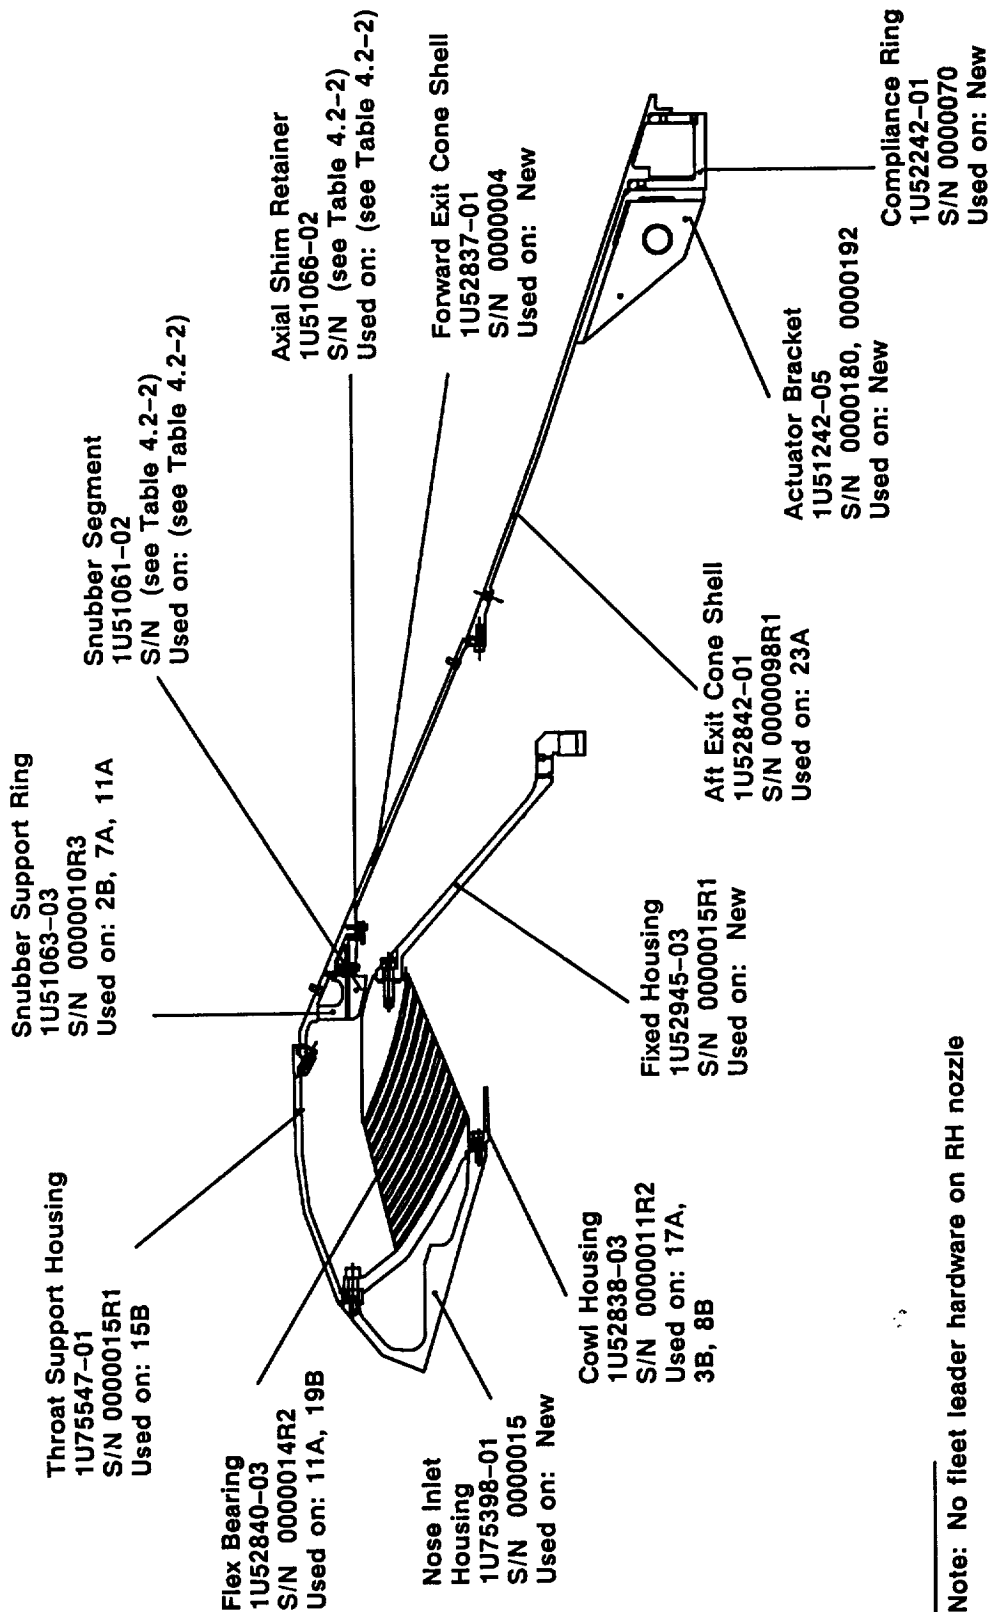 Throat Support Housing
1U75547-01
S/N 0000015R1
Used on: 15B
Snubber Support Ring
1U51063-03
S/N 0000010R3
Used on: 2B, 7A, 11A
Snubber Segment
1U51061-02
S/N (see Table 4.2-2)
Used on: (see Table 4.2-2)
Axial Shim Retainer
1U51066-02
S/N (see Table 4.2-2)
Used on: (see Table 4.2-2)
Forward Exit Cone Shell
1U52837-01
S/N 0000004
Used on: New
Flex Bearing
1U52840-03
S/N 0000014R2
Used on: 11A, 19B
Nose Inlet
Housing
1U75398-01
S/N 0000015
Used on: New
Cowl Housing
1U52838-03
S/N 0000011R2
Used on: 17A,
3B, 8B
Fixed Housing
1U52945-03
S/N 0000015R1
Used on: New
Aft Exit Cone Shell
1U52842-01
S/N 0000098R1
Used on: 23A
Actuator Bracket
1U51242-05
S/N 0000180, 0000192
Used on: New
Compliance Ring
1U52242-01
S/N 0000070
Used on: New
Note: No fleet leader hardware on RH nozzle